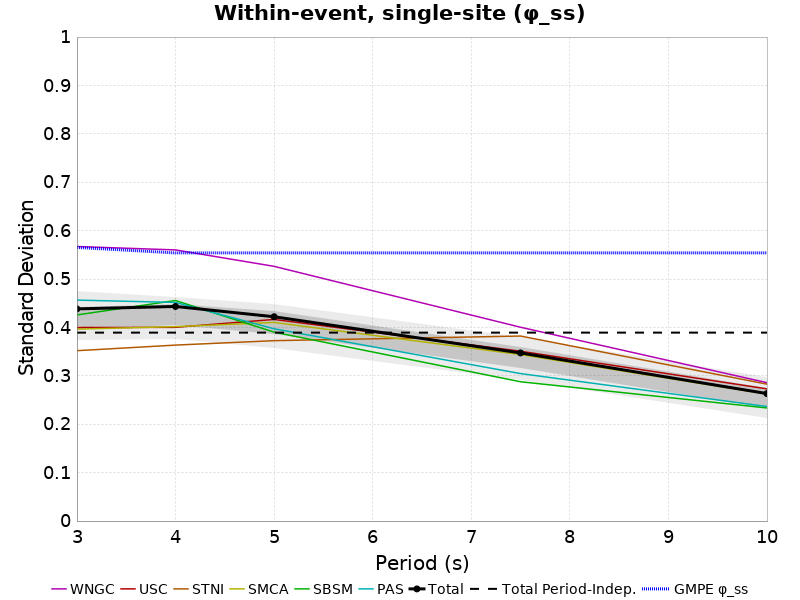 Within-event, single-site (φ_ss)
Standard Deviation
1
0.9
0.8
0.7
0.6
0.5
0.4
0.3
0.2
0.1
0
3 4 5 6 7 8 9 10
Period (s)
WNGC USC STNI SMCA SBSM PAS Total Total Period-Indep. GMPE φ_ss